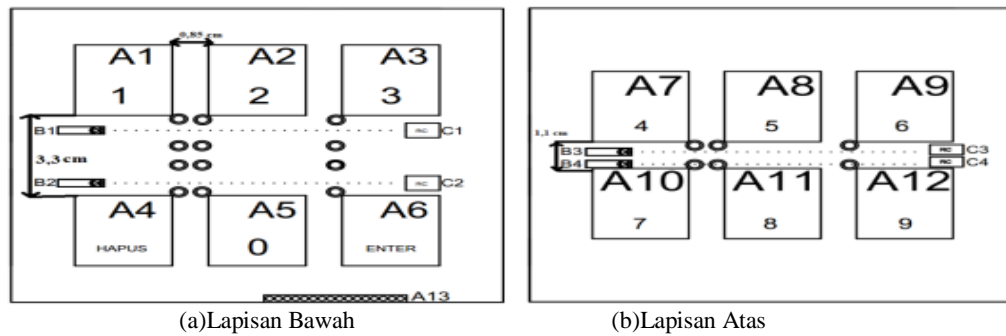 0,85 cm
A1 A2 A3 A7 A8 A9
1 2 3 4 5 6
B1 C1 1,1 cm B3 C3
3,3 cm B4 C4
B2 C2
A4 A5 A6 A10 A11 A12
HAPUS 0 ENTER 7 8 9
A13
(a)Lapisan Bawah (b)Lapisan Atas